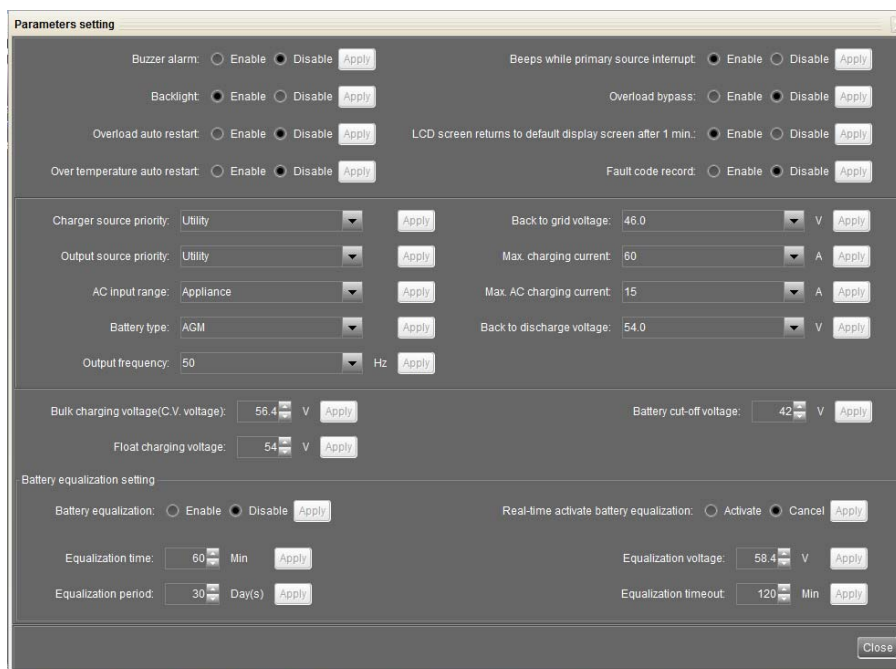 Parameters setting
Buzzer alarm: Enable Disable Apply
Beeps while primary source interrupt: Enable Disable Apply
Backlight: Enable Disable Apply
Overload bypass: Enable Disable Apply
Overload auto restart: Enable Disable Apply
LCD screen returns to default display screen after 1 min.: Enable Disable Apply
Over temperature auto restart: Enable Disable Apply
Fault code record: Enable Disable Apply
Charger source priority: Utility Apply
Back to grid voltage: 46.0 V Apply
Output source priority: Utility Apply
Max. charging current: 60 A Apply
AC input range: Appliance Apply
Max. AC charging current: 15 A Apply
Battery type: AGM Apply
Back to discharge voltage: 54.0 V Apply
Output frequency: 50 Hz Apply
Bulk charging voltage(C.V. voltage): 56.4 V Apply
Battery cut-off voltage: 42 V Apply
Float charging voltage: 54 V Apply
Battery equalization setting
Battery equalization: Enable Disable Apply
Real-time activate battery equalization: Activate Cancel Apply
Equalization time: 60 Min Apply
Equalization voltage: 58.4 V Apply
Equalization period: 30 Day(s) Apply
Equalization timeout: 120 Min Apply
Close